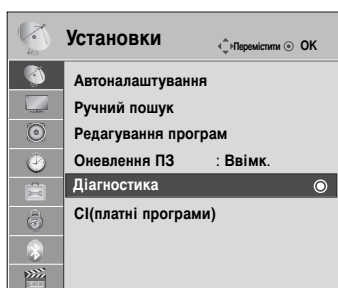 Установки
Перемістити OK
Автоналаштування
Ручний пошук
Редагування програм
Оневлення ПЗ : Ввімк.
Діагностика
CI(платні програми)